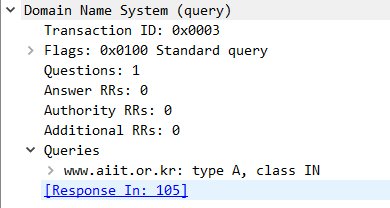 Domain Name System (query)
Transaction ID: 0x0003
Flags: 0x0100 Standard query
Questions: 1
Answer RRs: 0
Authority RRs: 0
Additional RRs: 0
Queries
www.aiit.or.kr: type A, class IN
[Response In: 105]